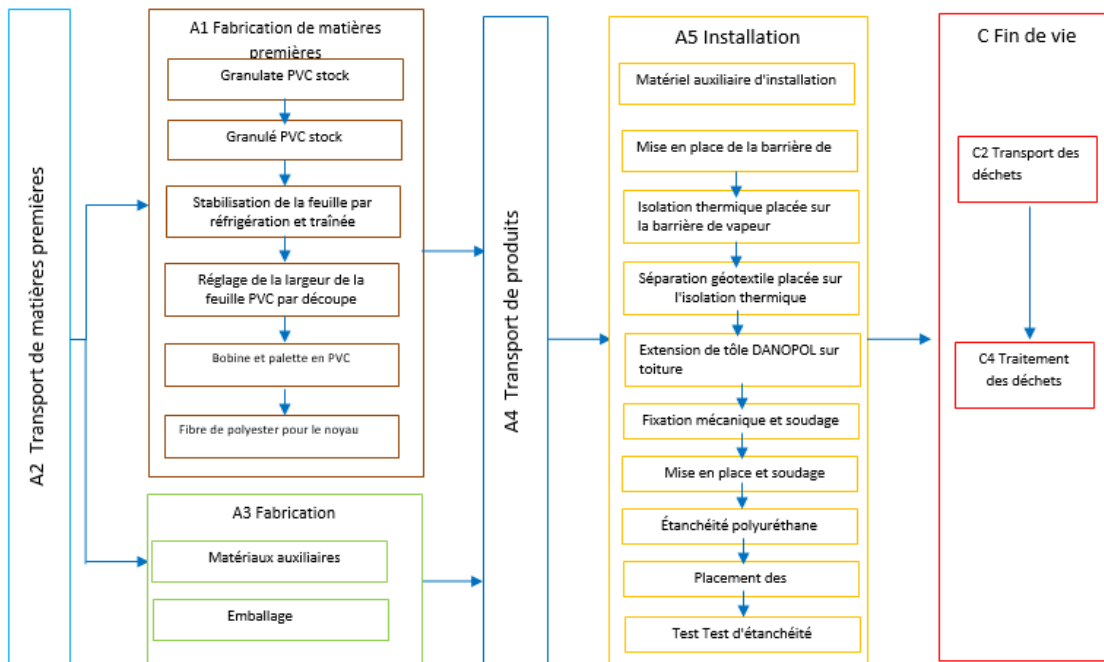 A2 Transport de matières premières
A1 Fabrication de matières
premières
Granulate PVC stock
Granulé PVC stock
Stabilisation de la feuille par
réfrigération et traînée
Réglage de la largeur de la
feuille PVC par découpe
Bobine et palette en PVC
Fibre de polyester pour le noyau
A3 Fabrication
Matériaux auxiliaires
Emballage
A4 Transport de produits
A5 Installation
Matériel auxiliaire d'installation
Mise en place de la barrière de
Isolation thermique placée sur
la barrière de vapeur
Séparation géotextile placée sur
l'isolation thermique
Extension de tôle DANOPOL sur
toiture
Fixation mécanique et soudage
Mise en place et soudage
Étanchéité polyuréthane
Placement des
Test Test d'étanchéité
C Fin de vie
C2 Transport des
déchets
C4 Traitement
des déchets